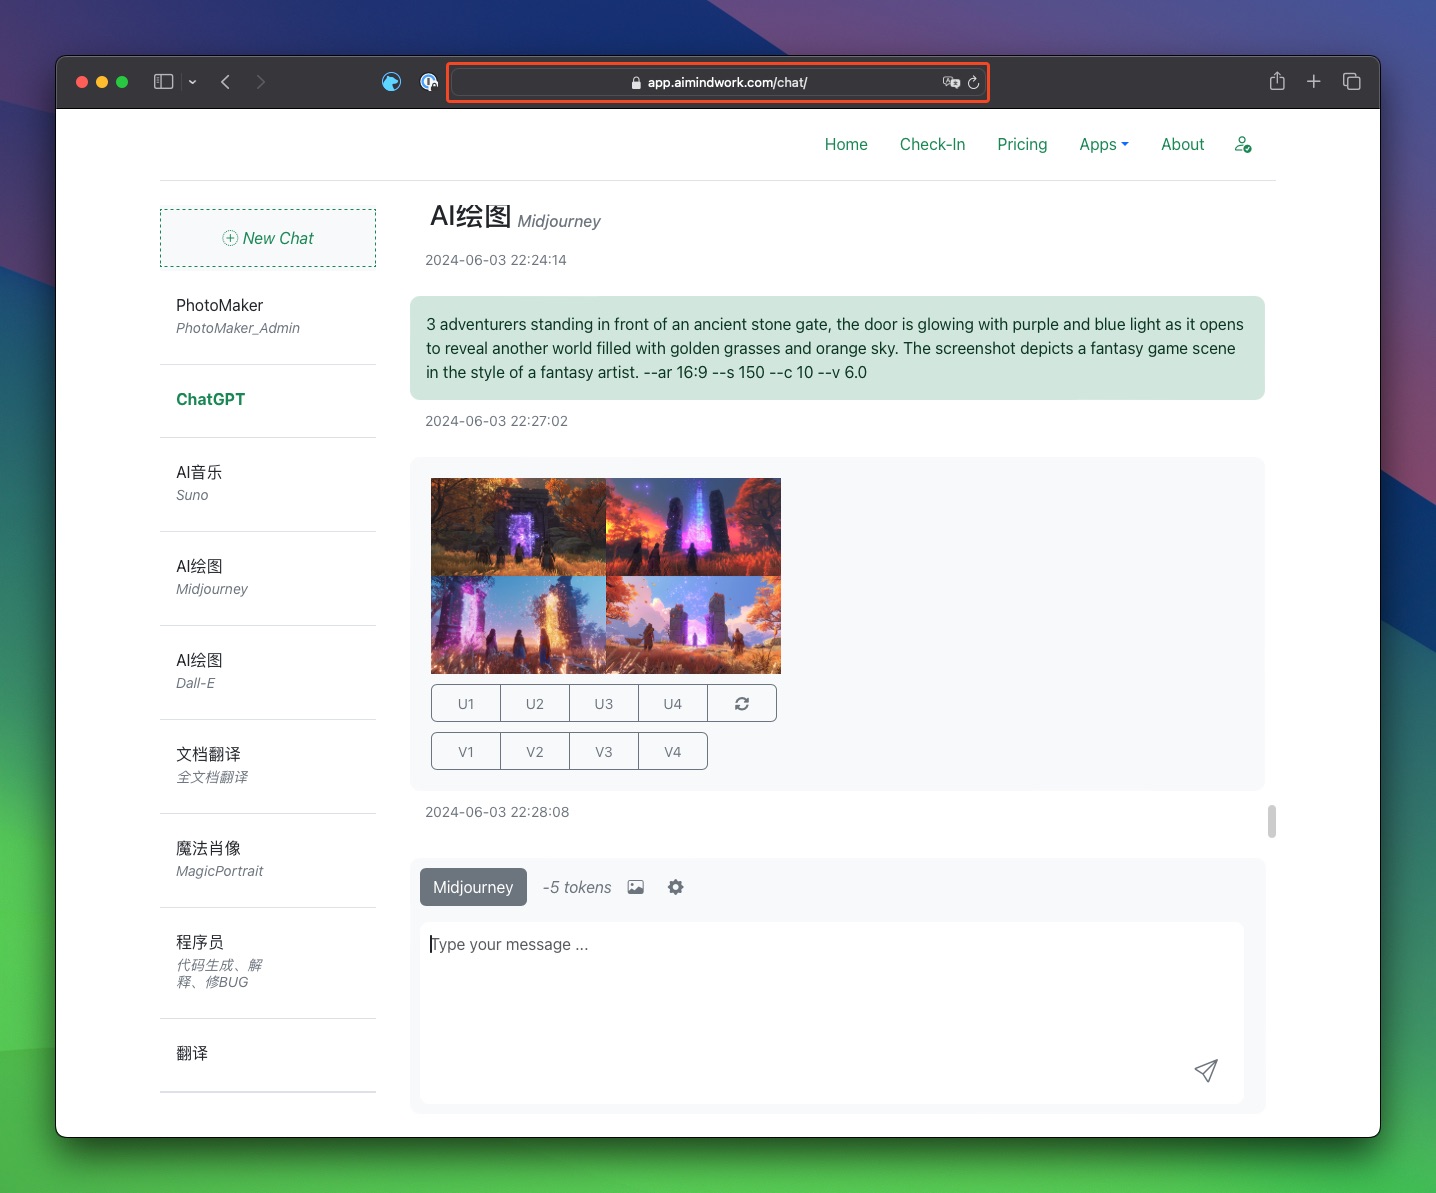 app.aimindwork.com/chat/
Home
Check-In
Pricing
Apps
About
New Chat
PhotoMaker
PhotoMaker_Admin
ChatGPT
AI音乐
Suno
AI绘图
Midjourney
AI绘图
Dall-E
文档翻译
全文档翻译
魔法肖像
MagicPortrait
程序员
代码生成、解
释、修BUG
翻译
AI绘图 Midjourney
2024-06-03 22:24:14
3 adventurers standing in front of an ancient stone gate, the door is glowing with purple and blue light as it opens
to reveal another world filled with golden grasses and orange sky. The screenshot depicts a fantasy game scene
in the style of a fantasy artist. --ar 16:9 --s 150 --c 10 --v 6.0
2024-06-03 22:27:02
U1 U2 U3 U4
V1 V2 V3 V4
2024-06-03 22:28:08
Midjourney -5 tokens
Type your message ...